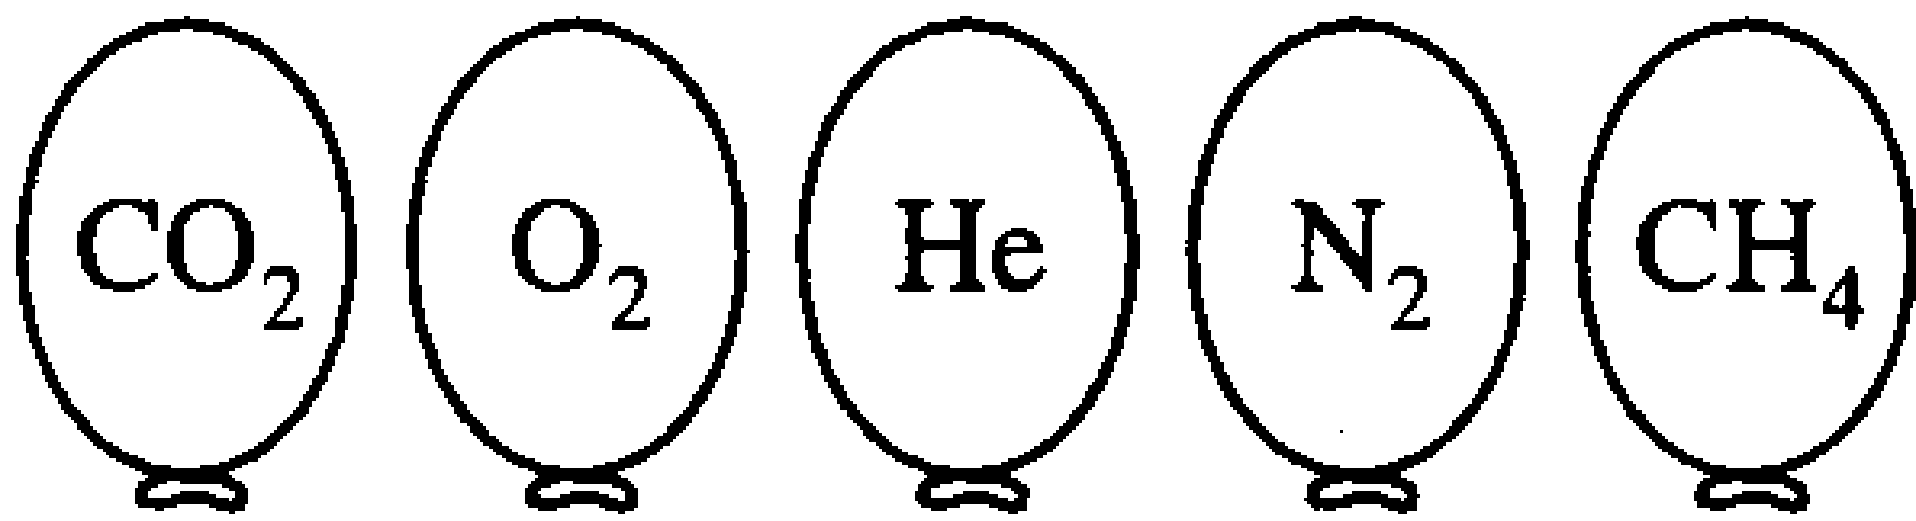 CO₂ O₂ He N₂ CH₄